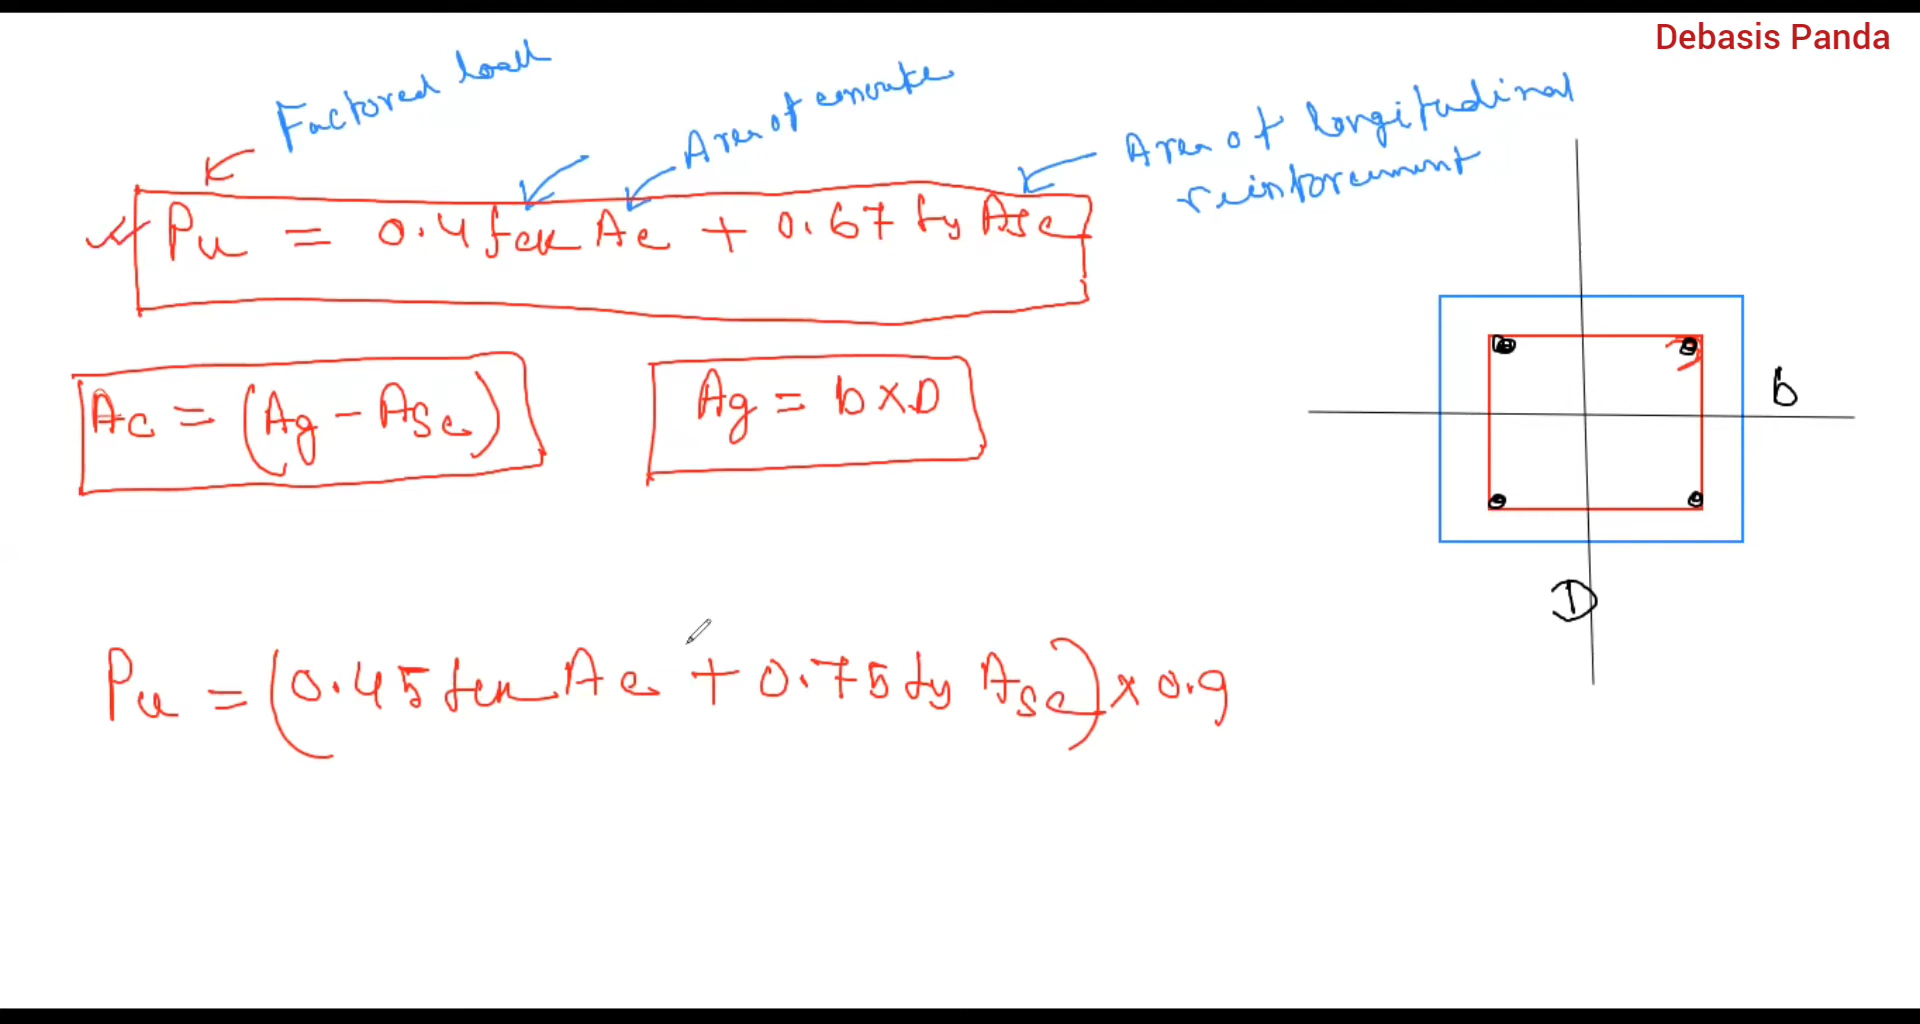 Debasis Panda
Factored load
Area of concrete
Area of longitudinal
reinforcement
Pu = 0.4 fck Ac + 0.67 fy Asc
Ac = (Ag - Asc)
Ag = b x D
b
D
Pu = (0.45 fck Ac + 0.75 fy Asc) x 0.9